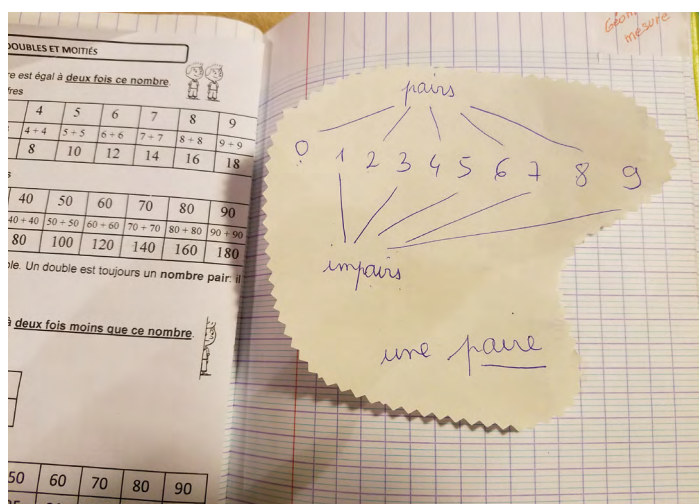 DOUBLES ET MOITIÉS
re est égal à deux fois ce nombre.
fres
4 5 6 7 8 9
4 + 4 5 + 5 6 + 6 7 + 7 8 + 8 9 + 9
8 10 12 14 16 18
40 50 60 70 80 90
40 + 40 50 + 50 60 + 60 70 + 70 80 + 80 90 + 90
80 100 120 140 160 180
ble. Un double est toujours un nombre pair: il
à deux fois moins que ce nombre.
50 60 70 80 90
Géom
mesure
pairs
0 1 2 3 4 5 6 7 8 9
impairs
une paire